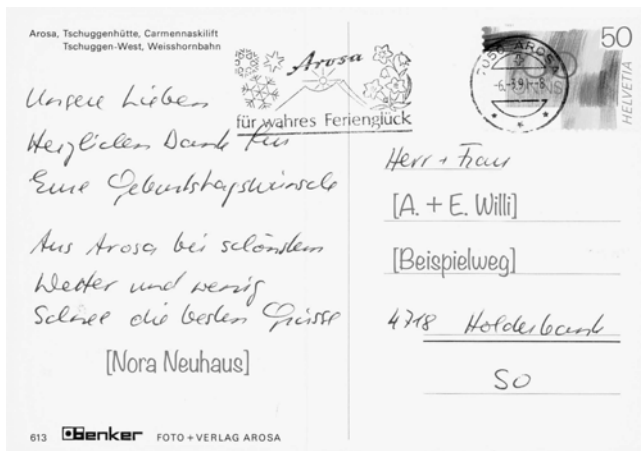 Arosa, Tschuggenhütte, Carmennaskilift
Tschuggen-West, Weisshornbahn
Arosa
für wahres Ferienglück
7050 AROSA
50
HELVETIA
Unsere Lieben
Herzlichen Dank für
Eure Geburtstagswünsche
Aus Arosa bei schönstem
Wetter und wenig
Schnee die besten Grüsse
[Nora Neuhaus]
Herr + Frau
[A. + E. Willi]
[Beispielweg]
4718 Holderbank
SO
613 Benker FOTO + VERLAG AROSA